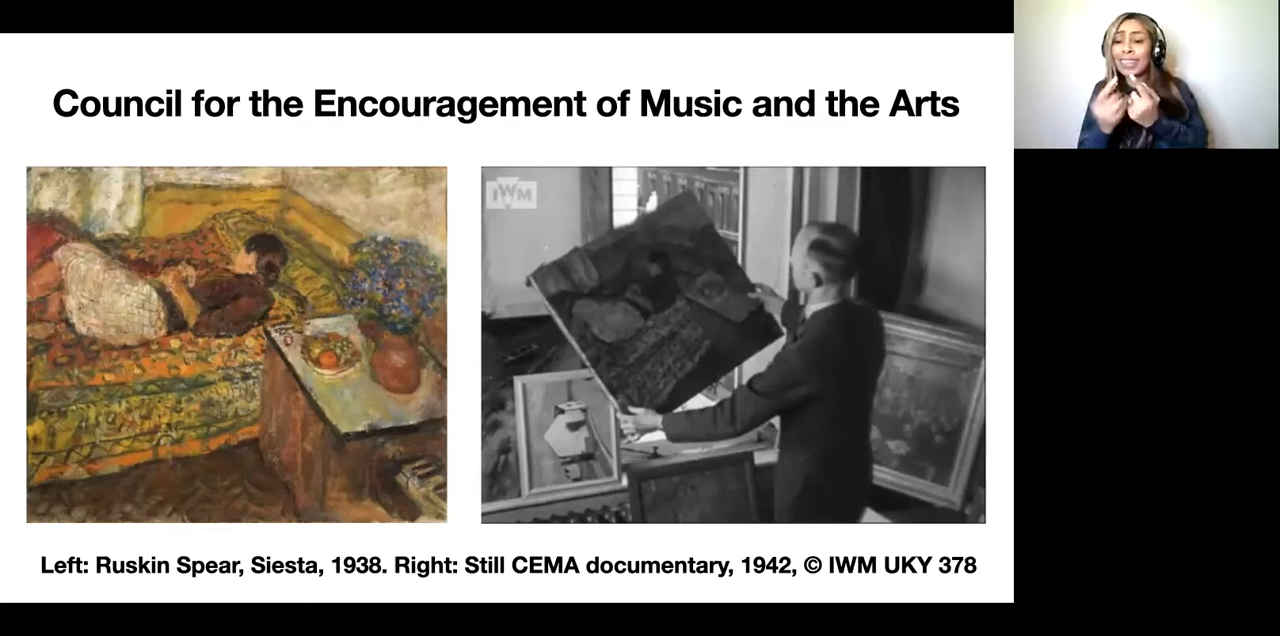 Council for the Encouragement of Music and the Arts
IWM
Left: Ruskin Spear, Siesta, 1938. Right: Still CEMA documentary, 1942, © IWM UKY 378